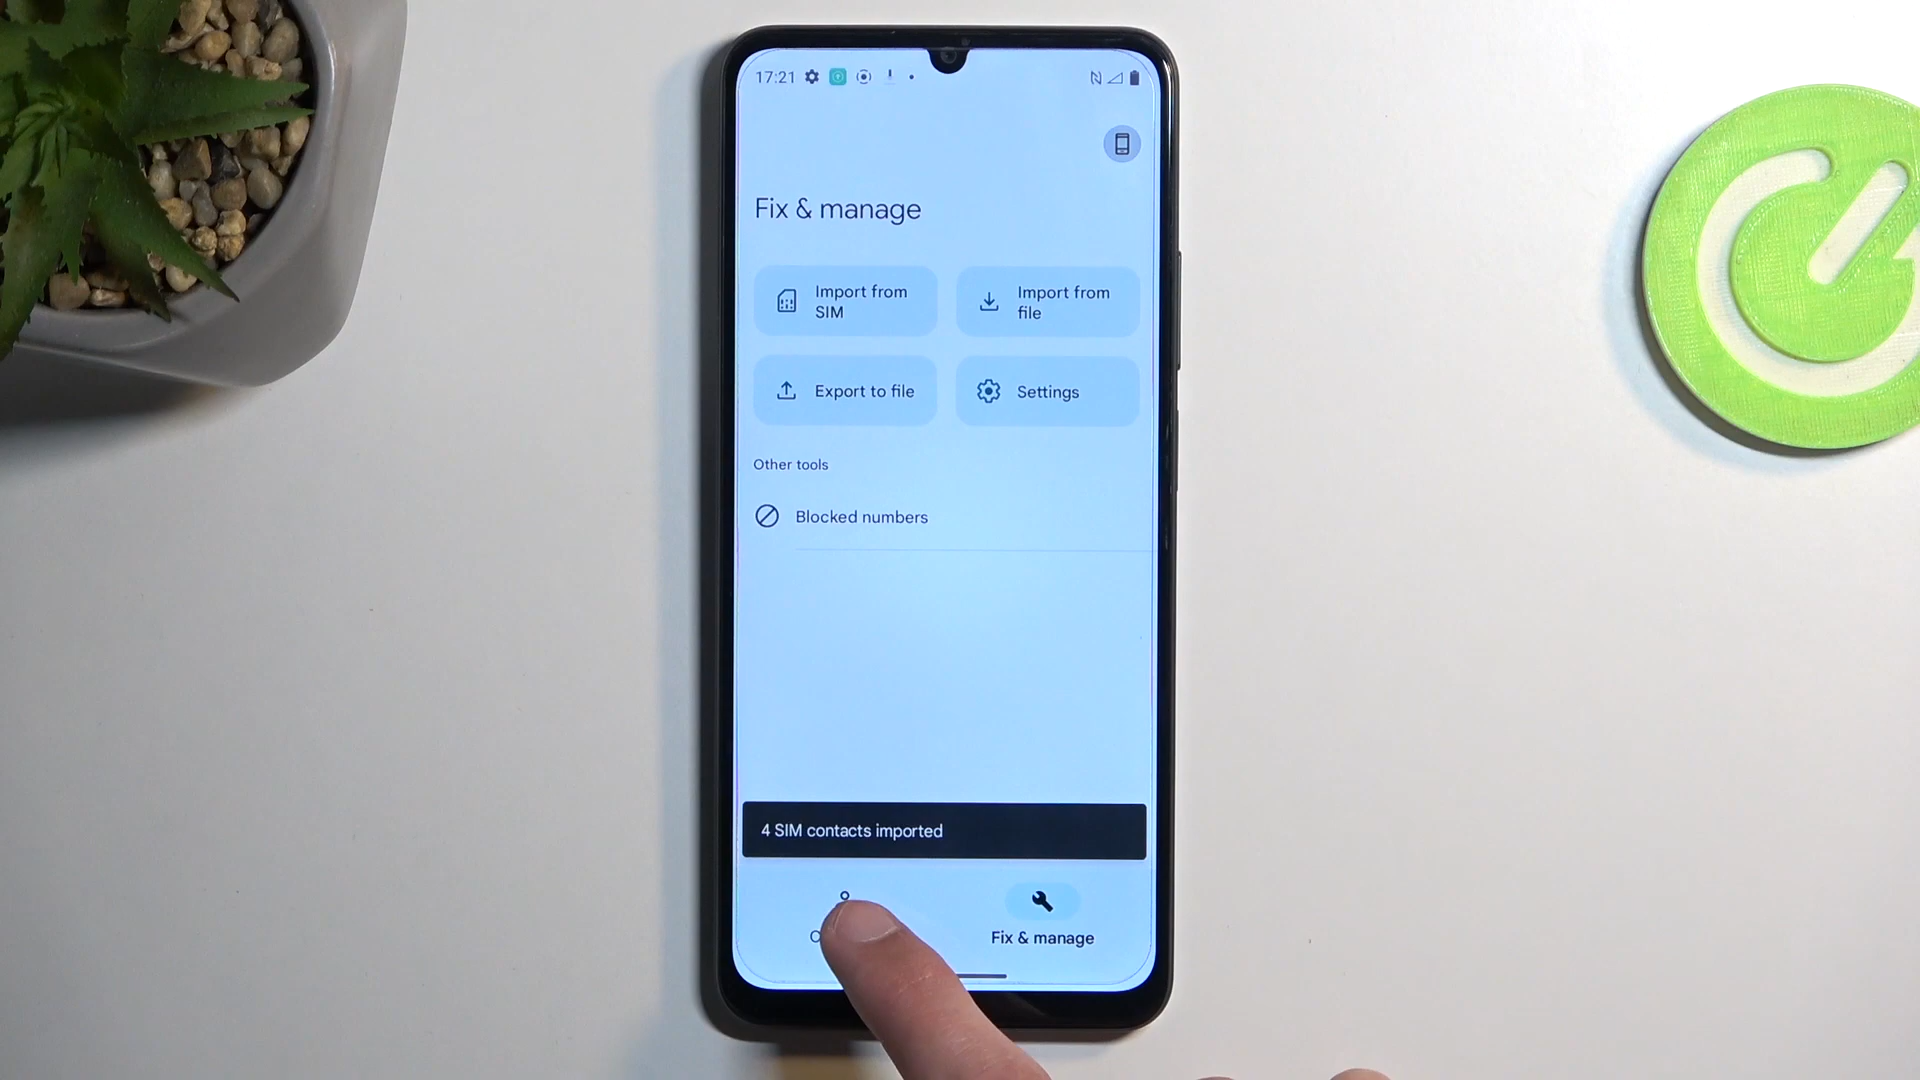 17:21
Fix & manage
Import from
SIM
Import from
file
Export to file
Settings
Other tools
Blocked numbers
4 SIM contacts imported
Fix & manage